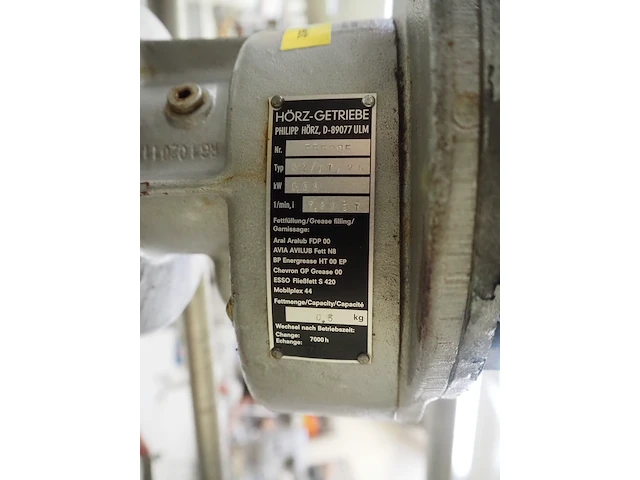 HÖRZ-GETRIEBE
PHILIPP HÖRZ, D-89077 ULM
Nr.
Typ
kW
1/min, i
Fettfüllung/Grease filling/
Garnissage:
Aral Aralub FDP 00
AVIA AVILUB Fett N8
BP Energrease HT 00 EP
Chevron GP Grease 00
ESSO Fließfett S 420
Mobilplex 44
Fettmenge/Capacity/Capacité
kg
Wechsel nach Betriebszeit:
Change: 7000 h
Echange: